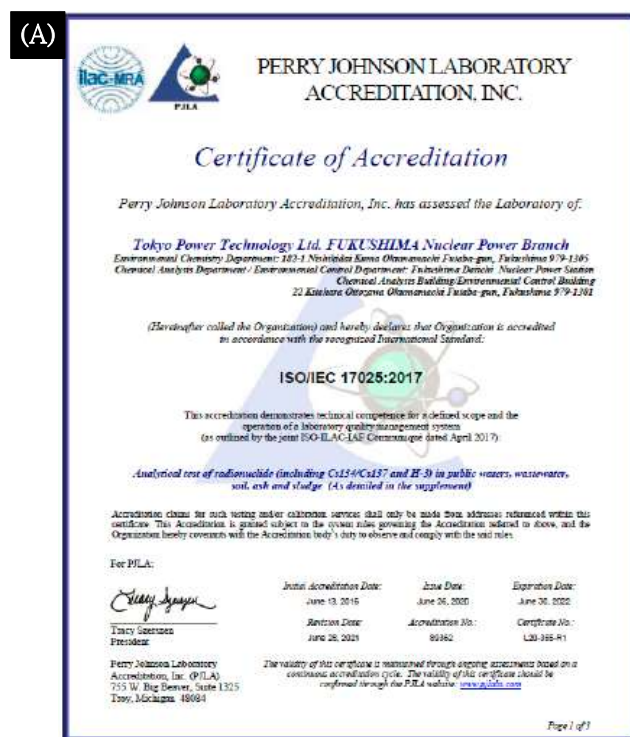 (A)
ilac-MRA
PJLA
PERRY JOHNSON LABORATORY
ACCREDITATION, INC.
Certificate of Accreditation
Perry Johnson Laboratory Accreditation, Inc. has assessed the Laboratory of:
Tokyo Power Technology Ltd. FUKUSHIMA Nuclear Power Branch
Environmental Chemistry Department: 182-1 Kuma Okumamachi Futaba-gun, Fukushima 979-1305
Chemical Analysis Department / Environmental Control Department: Fukushima Daiichi Nuclear Power Station
Chemical Analysis Building/Environmental Control Building
22 Kitahara Ottozawa Okumamachi Futaba-gun, Fukushima 979-1301
(Hereinafter called the Organization) and hereby declares that Organization is accredited
in accordance with the recognized International Standard:
ISO/IEC 17025:2017
This accreditation demonstrates technical competence for a defined scope and the
operation of a laboratory quality management system
(as outlined by the joint ISO-ILAC-IAF Communique dated April 2017):
Analytical test of radionuclide (including Cs134/Cs137 and H-3) in public waters, wastewater,
soil, ash and sludge (As detailed in the supplement)
Accreditation claims for such testing and/or calibration services shall only be made from addresses referenced within this
certificate. This Accreditation is granted subject to the system rules governing the Accreditation referred to above, and the
Organization hereby covenants with the Accreditation body's duty to observe and comply with the said rules.
For PJLA:
Initial Accreditation Date:
Issue Date:
Expiration Date:
June 13, 2016
June 26, 2020
June 30, 2022
Tracy Szerszen
President
Revision Date:
Accreditation No.:
Certificate No.:
June 28, 2021
89362
L20-365-R1
Perry Johnson Laboratory
Accreditation, Inc. (PJLA)
755 W. Big Beaver, Suite 1325
Troy, Michigan 48084
The validity of this certificate is maintained through ongoing assessments based on a
continuous accreditation cycle. The validity of this certificate should be
confirmed through the PJLA website: www.pjlabs.com
Page 1 of 3